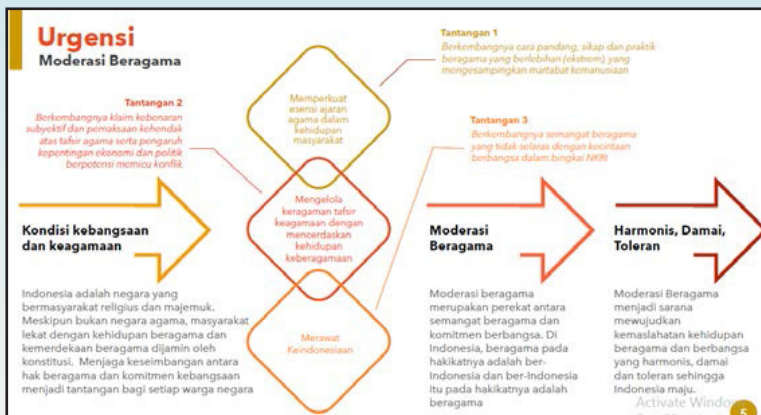 Urgensi
Moderasi Beragama
Tantangan 1
Berkembangnya cara pandang, sikap dan praktik
beragama yang berlebihan (ekstrem), yang
mengesampingkan martabat kemanusiaan
Tantangan 2
Berkembangnya klaim kebenaran
subyektif dan pemaksaan kehendak
atas tafsir agama serta pengaruh
kepentingan ekonomi dan politik
berpotensi memicu konflik
Memperkuat
esensi ajaran
agama dalam
kehidupan
masyarakat
Tantangan 3
Berkembangnya semangat beragama
yang tidak selaras dengan kecintaan
berbangsa dalam bingkai NKRI
Kondisi kebangsaan
dan keagamaan
Mengelola
keragaman tafsir
keagamaan dengan
mencerdaskan
kehidupan
keberagamaan
Moderasi
Beragama
Harmonis, Damai,
Toleran
Indonesia adalah negara yang
bermasyarakat religius dan majemuk.
Meskipun bukan negara agama, masyarakat
lekat dengan kehidupan beragama dan
kemerdekaan beragama dijamin oleh
konstitusi. Menjaga keseimbangan antara
hak beragama dan komitmen kebangsaan
menjadi tantangan bagi setiap warga negara
Merawat
Keindonesiaan
Moderasi beragama
merupakan perekat antara
semangat beragama dan
komitmen berbangsa. Di
Indonesia, beragama pada
hakikatnya adalah ber-
Indonesia dan ber-Indonesia
itu pada hakikatnya adalah
beragama
Moderasi Beragama
menjadi sarana
mewujudkan
kemaslahatan kehidupan
beragama dan berbangsa
yang harmonis, damai
dan toleran sehingga
Indonesia maju.
Activate Windows
5